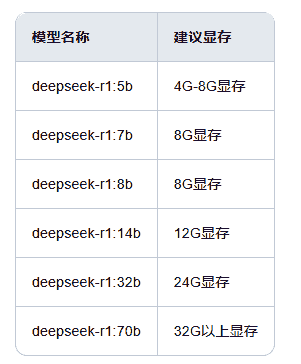 模型名称 建议显存
deepseek-r1:5b 4G-8G显存
deepseek-r1:7b 8G显存
deepseek-r1:8b 8G显存
deepseek-r1:14b 12G显存
deepseek-r1:32b 24G显存
deepseek-r1:70b 32G以上显存